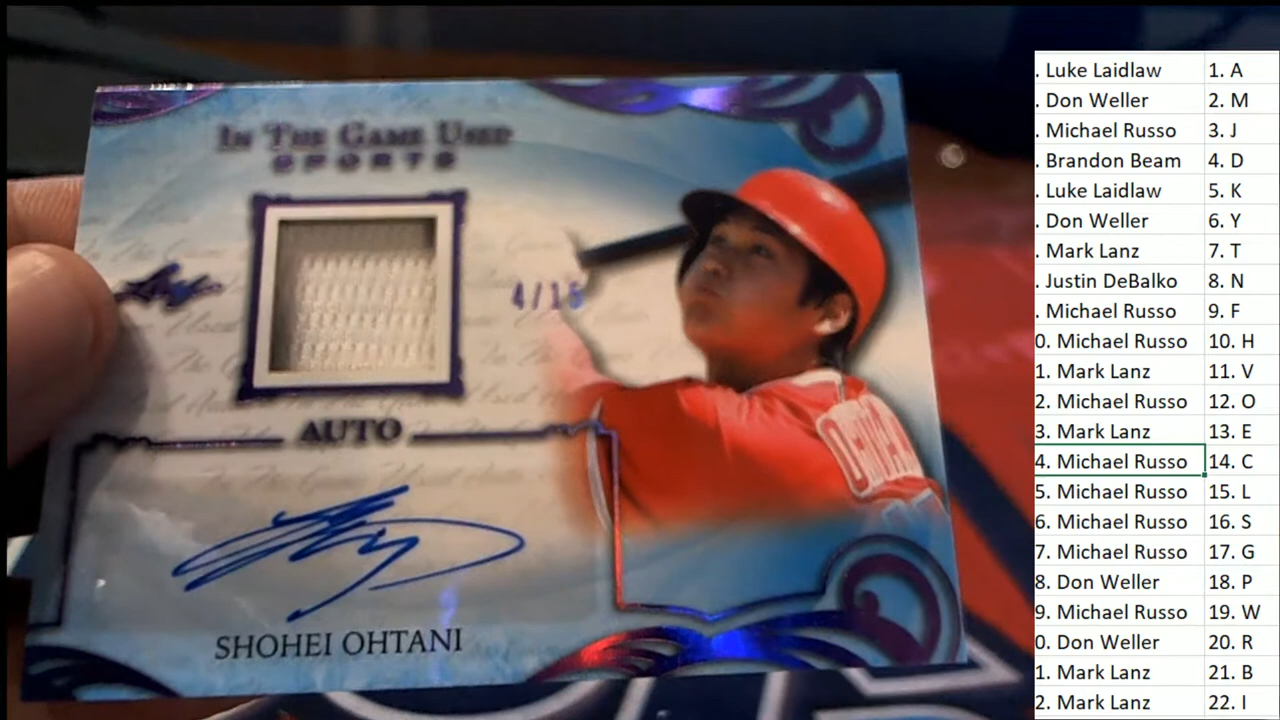 IN THE GAME USED
SPORTS
Leaf
4/15
AUTO
SHOHEI OHTANI
. Luke Laidlaw 1. A
. Don Weller 2. M
. Michael Russo 3. J
. Brandon Beam 4. D
. Luke Laidlaw 5. K
. Don Weller 6. Y
. Mark Lanz 7. T
. Justin DeBalko 8. N
. Michael Russo 9. F
0. Michael Russo 10. H
1. Mark Lanz 11. V
2. Michael Russo 12. O
3. Mark Lanz 13. E
4. Michael Russo 14. C
5. Michael Russo 15. L
6. Michael Russo 16. S
7. Michael Russo 17. G
8. Don Weller 18. P
9. Michael Russo 19. W
0. Don Weller 20. R
1. Mark Lanz 21. B
2. Mark Lanz 22. I